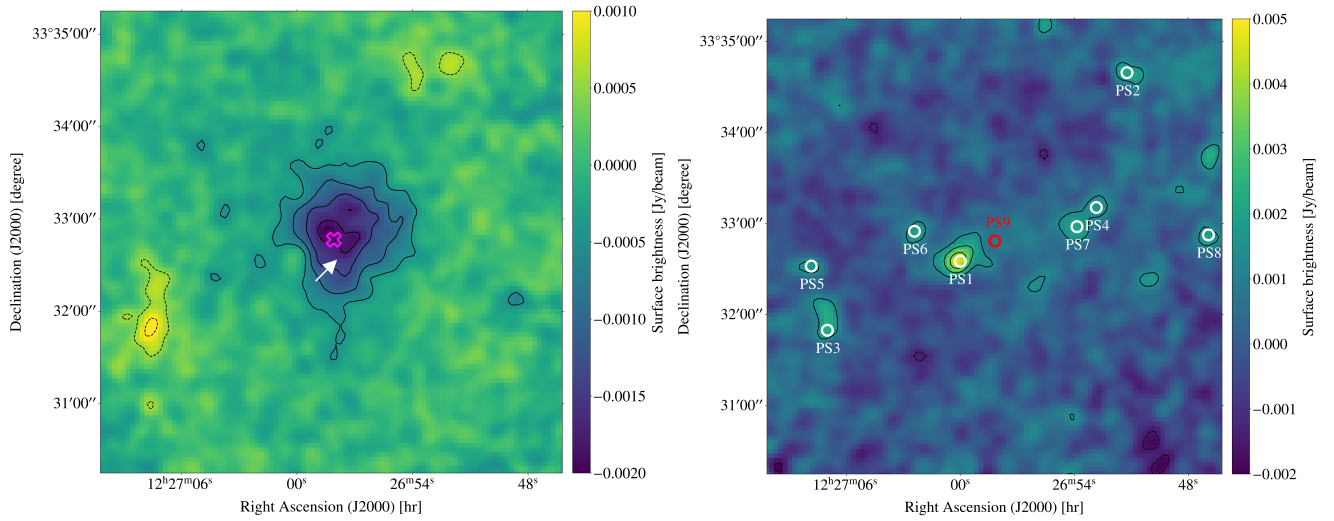 33°35′00″
34′00″
33′00″
32′00″
31′00″
Declination (J2000) [degree]
12ʰ27ᵐ06ˢ
00ˢ
26ᵐ54ˢ
48ˢ
Right Ascension (J2000) [hr]
0.0010
0.0005
0.0000
−0.0005
−0.0010
−0.0015
−0.0020
Surface brightness [Jy/beam]
33°35′00″
34′00″
33′00″
32′00″
31′00″
Declination (J2000) [degree]
PS2
PS9
PS4
PS7
PS6
PS8
PS1
PS5
PS3
12ʰ27ᵐ06ˢ
00ˢ
26ᵐ54ˢ
48ˢ
Right Ascension (J2000) [hr]
0.005
0.004
0.003
0.002
0.001
0.000
−0.001
−0.002
Surface brightness [Jy/beam]